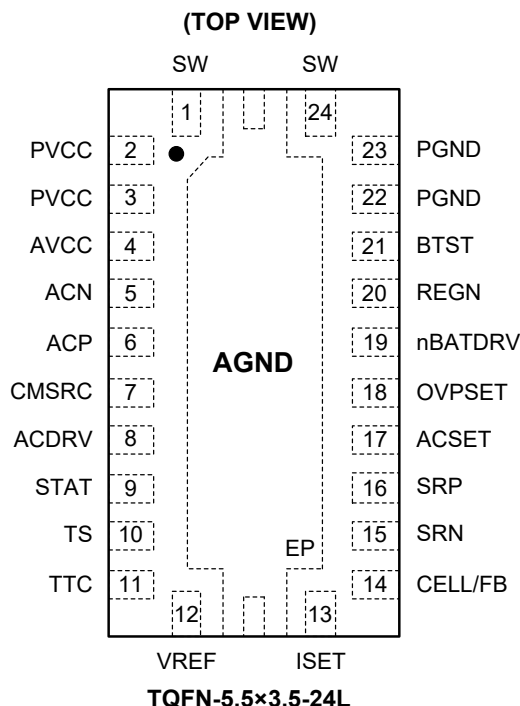 (TOP VIEW)
SW SW
1 24
PVCC 2 23 PGND
PVCC 3 22 PGND
AVCC 4 21 BTST
ACN 5 20 REGN
ACP 6 19 nBATDRV
AGND
CMSRC 7 18 OVPSET
ACDRV 8 17 ACSET
STAT 9 16 SRP
TS 10 15 SRN
EP
TTC 11 14 CELL/FB
12 13
VREF ISET
TQFN-5.5×3.5-24L